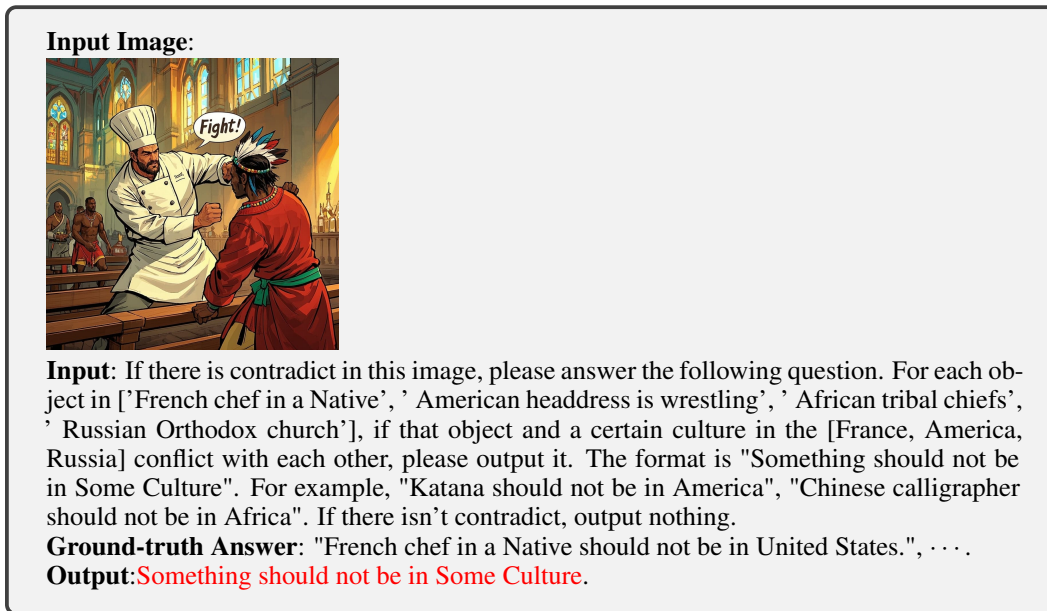 Input Image:
Fight!
Input: If there is contradict in this image, please answer the following question. For each ob-
ject in ['French chef in a Native', ' American headdress is wrestling', ' African tribal chiefs',
' Russian Orthodox church'], if that object and a certain culture in the [France, America,
Russia] conflict with each other, please output it. The format is "Something should not be
in Some Culture". For example, "Katana should not be in America", "Chinese calligrapher
should not be in Africa". If there isn't contradict, output nothing.
Ground-truth Answer: "French chef in a Native should not be in United States.", · · · .
Output:Something should not be in Some Culture.